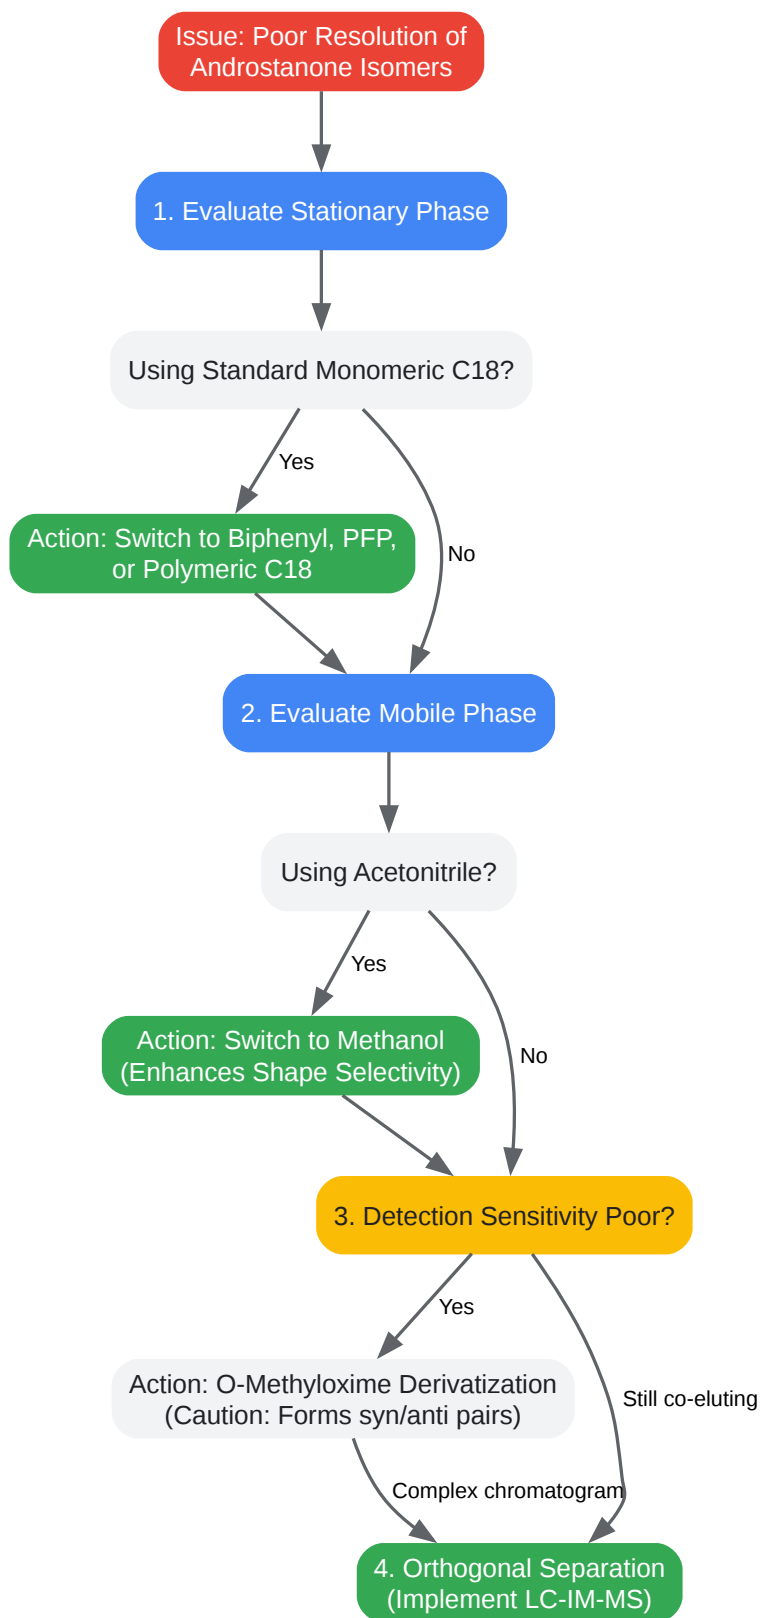 Issue: Poor Resolution of
Androstanone Isomers
1. Evaluate Stationary Phase
Using Standard Monomeric C18?
Yes
Action: Switch to Biphenyl, PFP,
or Polymeric C18
No
2. Evaluate Mobile Phase
Using Acetonitrile?
Yes
Action: Switch to Methanol
(Enhances Shape Selectivity)
No
3. Detection Sensitivity Poor?
Yes
Action: O-Methyloxime Derivatization
(Caution: Forms syn/anti pairs)
Still co-eluting
Complex chromatogram
4. Orthogonal Separation
(Implement LC-IM-MS)